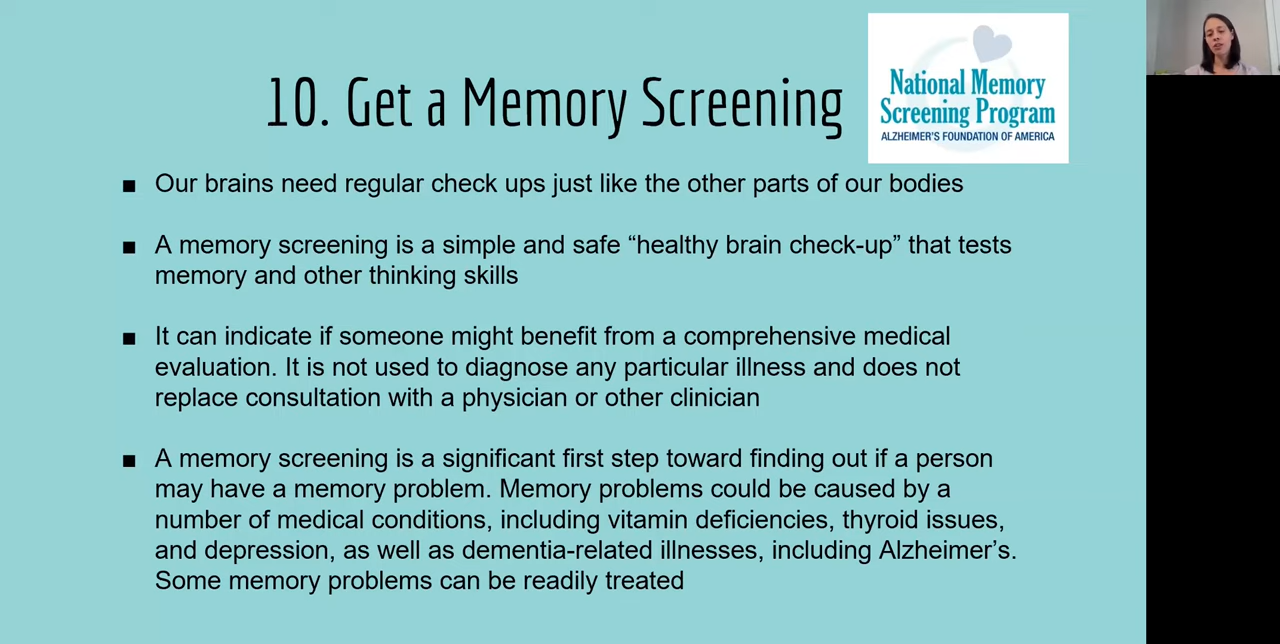 10. Get a Memory Screening
National Memory
Screening Program
ALZHEIMER'S FOUNDATION OF AMERICA
■ Our brains need regular check ups just like the other parts of our bodies
■ A memory screening is a simple and safe “healthy brain check-up” that tests
memory and other thinking skills
■ It can indicate if someone might benefit from a comprehensive medical
evaluation. It is not used to diagnose any particular illness and does not
replace consultation with a physician or other clinician
■ A memory screening is a significant first step toward finding out if a person
may have a memory problem. Memory problems could be caused by a
number of medical conditions, including vitamin deficiencies, thyroid issues,
and depression, as well as dementia-related illnesses, including Alzheimer’s.
Some memory problems can be readily treated